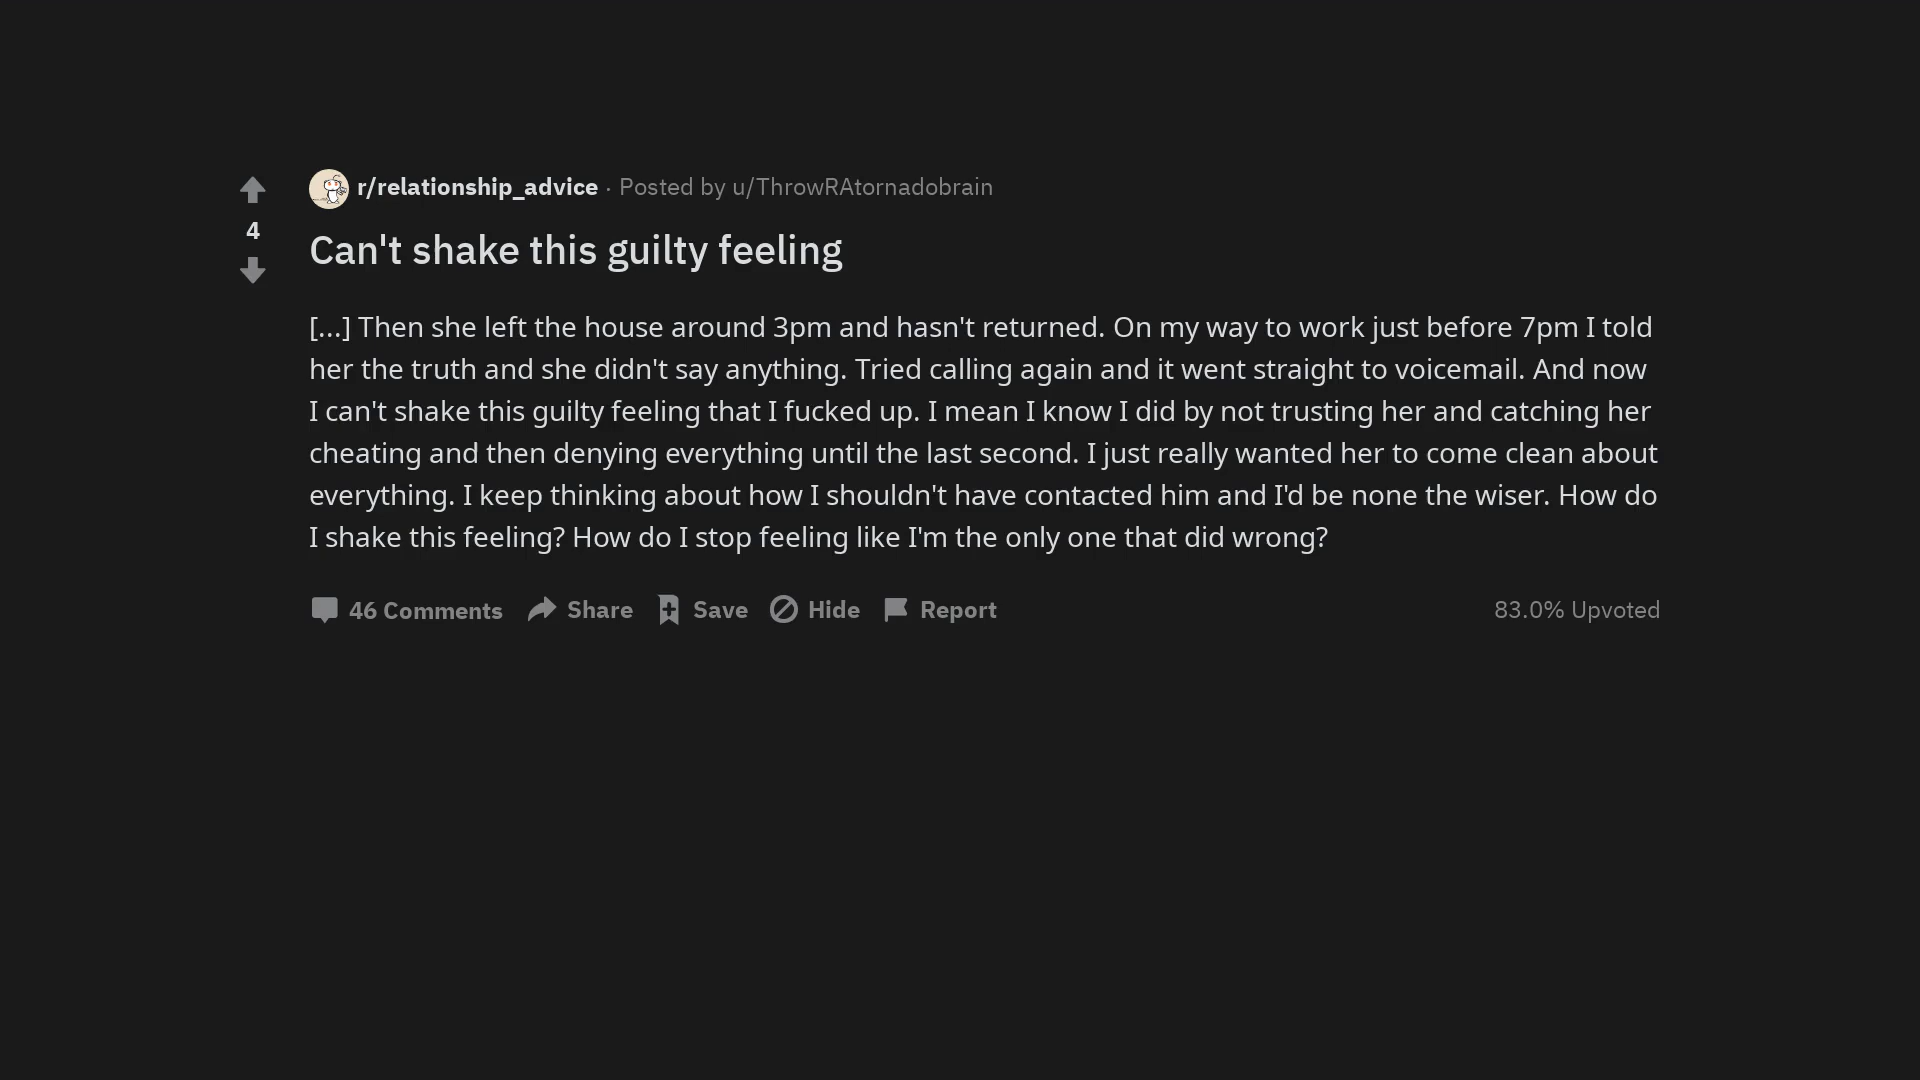 r/relationship_advice · Posted by u/ThrowRAtornadobrain
4
Can't shake this guilty feeling
[...] Then she left the house around 3pm and hasn't returned. On my way to work just before 7pm I told
her the truth and she didn't say anything. Tried calling again and it went straight to voicemail. And now
I can't shake this guilty feeling that I fucked up. I mean I know I did by not trusting her and catching her
cheating and then denying everything until the last second. I just really wanted her to come clean about
everything. I keep thinking about how I shouldn't have contacted him and I'd be none the wiser. How do
I shake this feeling? How do I stop feeling like I'm the only one that did wrong?
46 Comments Share Save Hide Report 83.0% Upvoted